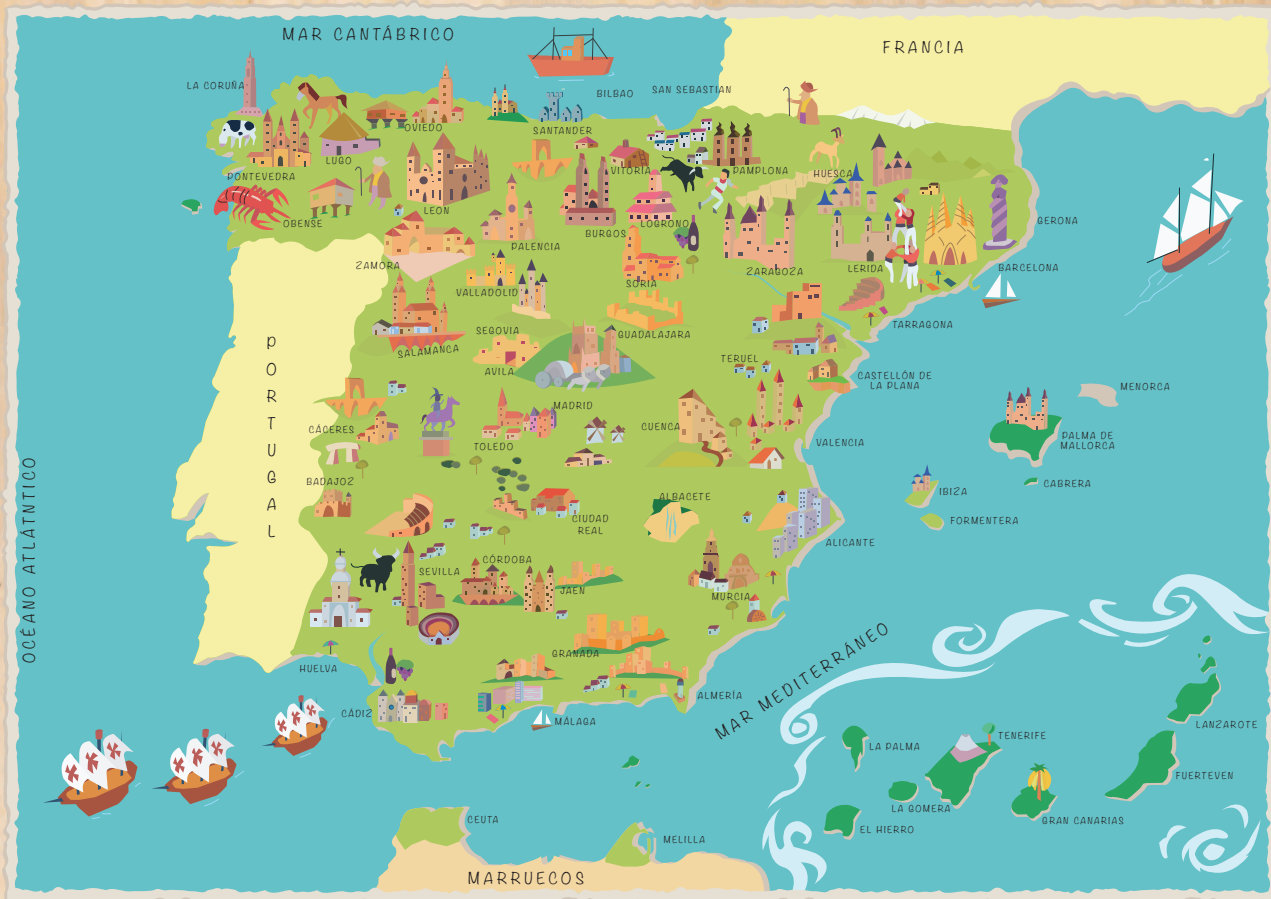 MAR CANTÁBRICO
FRANCIA
LA CORUÑA
BILBAO
SAN SEBASTIAN
OVIEDO
SANTANDER
LUGO
VITORIA
PAMPLONA
HUESCA
PONTEVEDRA
OBENSE
LEON
BURGOS
LOGROÑO
GERONA
PALENCIA
ZAMORA
ZARAGOZA
LERIDA
BARCELONA
SORIA
VALLADOLID
TARRAGONA
SEGOVIA
GUADALAJARA
SALAMANCA
AVILA
TERUEL
CASTELLÓN DE
LA PLANA
MENORCA
PORTUGAL
MADRID
CÁCERES
CUENCA
TOLEDO
VALENCIA
PALMA DE
MALLORCA
BADAJOZ
CABRERA
IBIZA
ALBACETE
CIUDAD
REAL
FORMENTERA
ALICANTE
OCÉANO ATLÁTNTICO
CÓRDOBA
SEVILLA
JAEN
MURCIA
GRANADA
HUELVA
MAR MEDITERRÁNEO
ALMERÍA
CÁDIZ
MÁLAGA
LANZAROTE
TENERIFE
LA PALMA
FUERTEVEN
LA GOMERA
GRAN CANARIAS
EL HIERRO
CEUTA
MELILLA
MARRUECOS